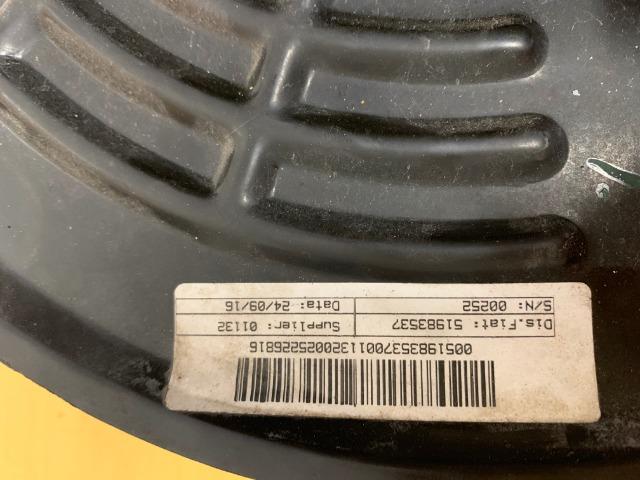 00519835370011320025226816
Dis.Fiat: 51983537 Supplier: 01132
S/N: 00252 Data: 24/09/16